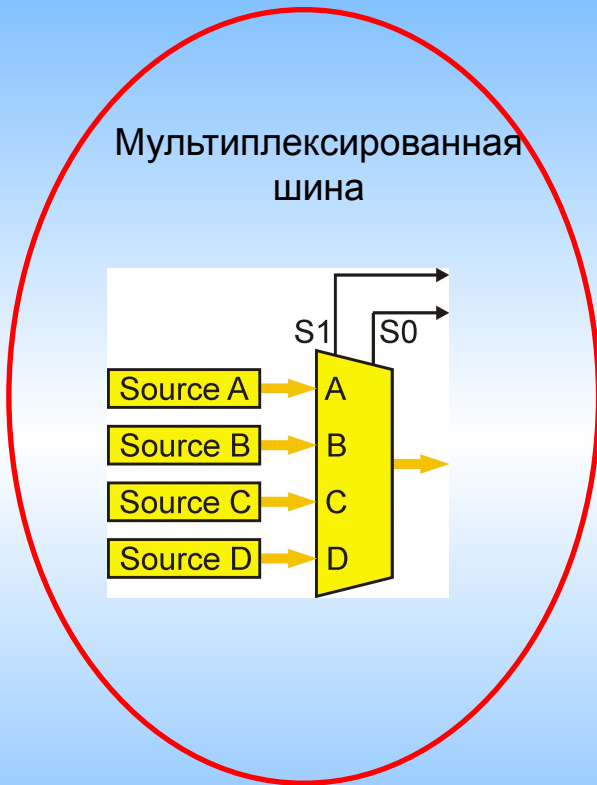 Мультиплексированная
шина
S1 S0
Source A A
Source B B
Source C C
Source D D